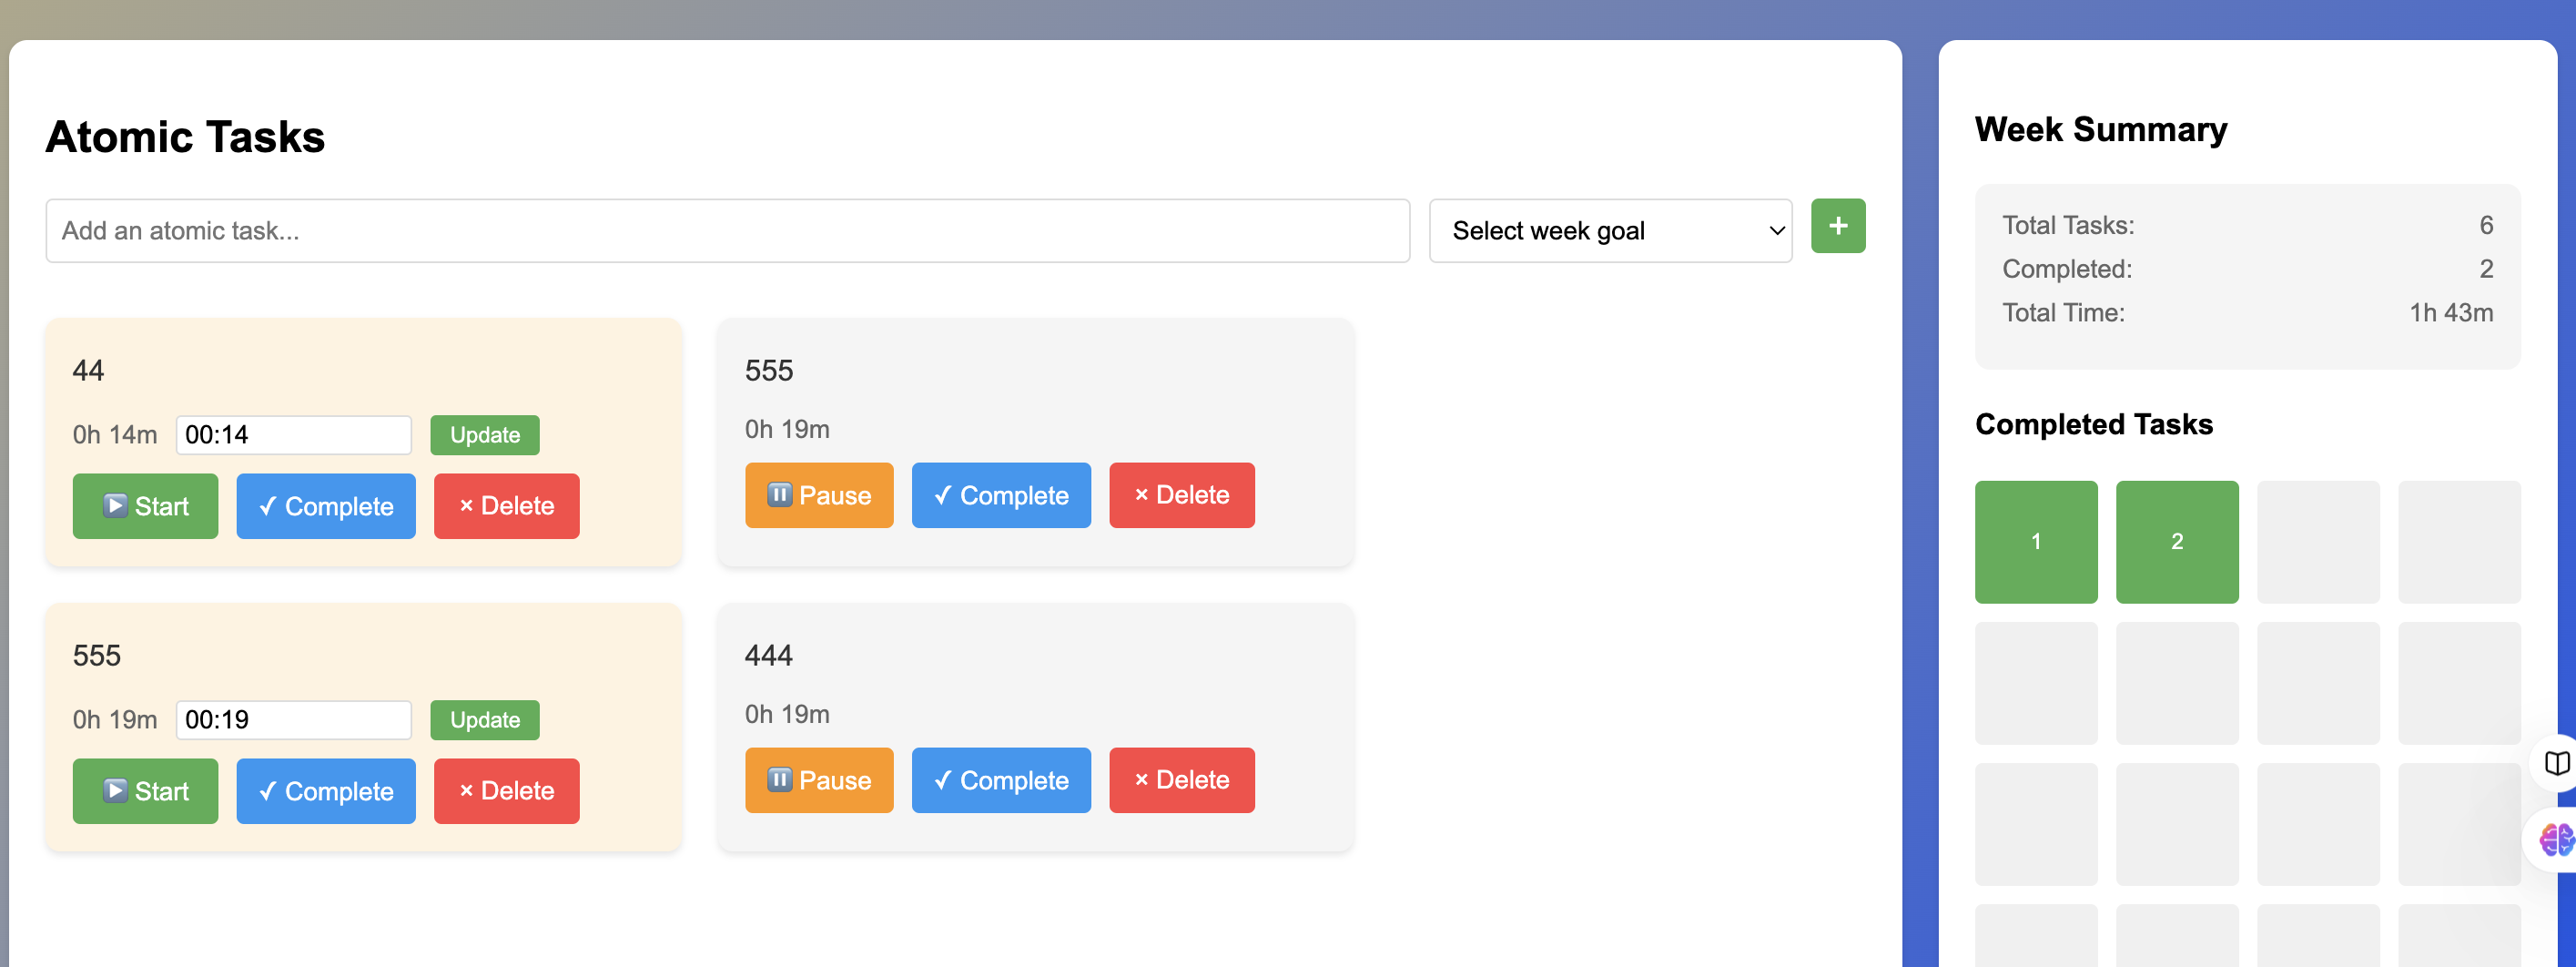 Atomic Tasks
Add an atomic task...
Select week goal
+
44
0h 14m 00:14 Update
▶ Start ✓ Complete × Delete
555
0h 19m
⏸ Pause ✓ Complete × Delete
555
0h 19m 00:19 Update
▶ Start ✓ Complete × Delete
444
0h 19m
⏸ Pause ✓ Complete × Delete
Week Summary
Total Tasks: 6
Completed: 2
Total Time: 1h 43m
Completed Tasks
1 2